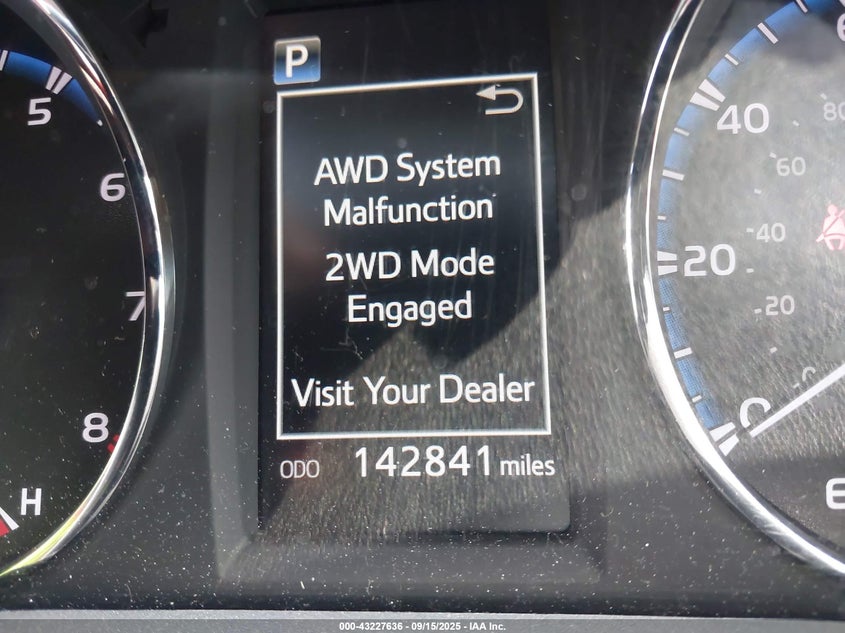 P
AWD System
Malfunction
2WD Mode
Engaged
Visit Your Dealer
ODO 142841 miles
5
6
7
8
H
40
60
20
40
20
0
0
000-43227636 - 09/15/2025 - IAA Inc.